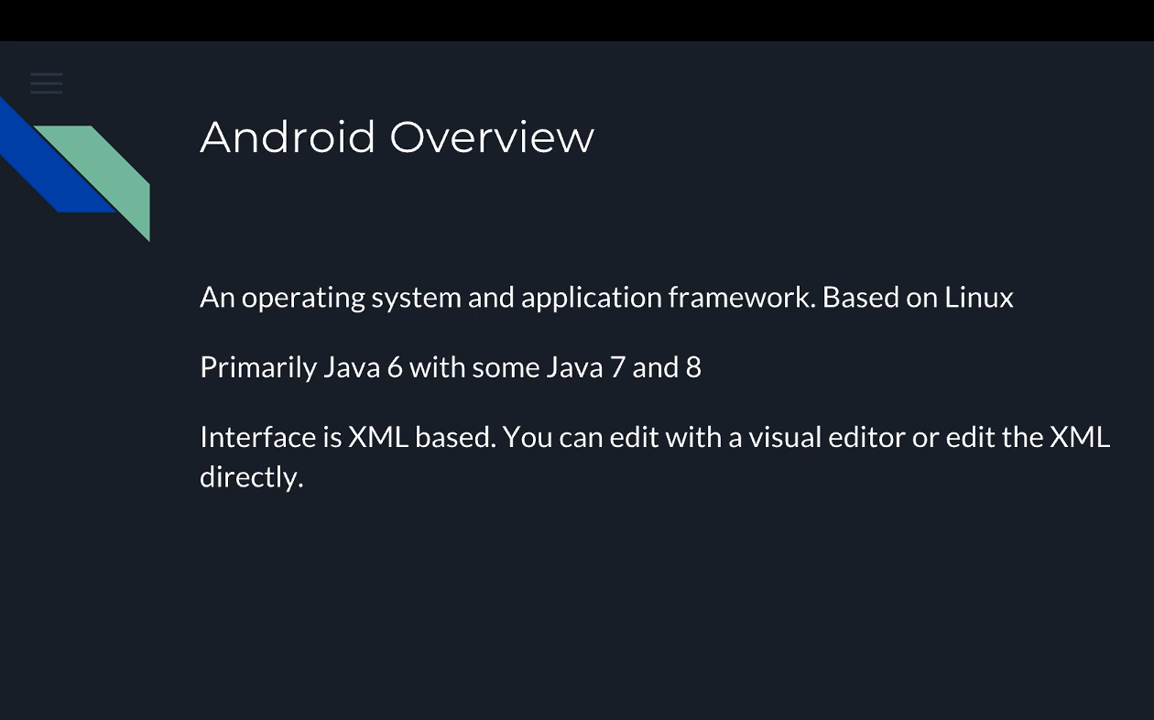 Android Overview
An operating system and application framework. Based on Linux
Primarily Java 6 with some Java 7 and 8
Interface is XML based. You can edit with a visual editor or edit the XML
directly.